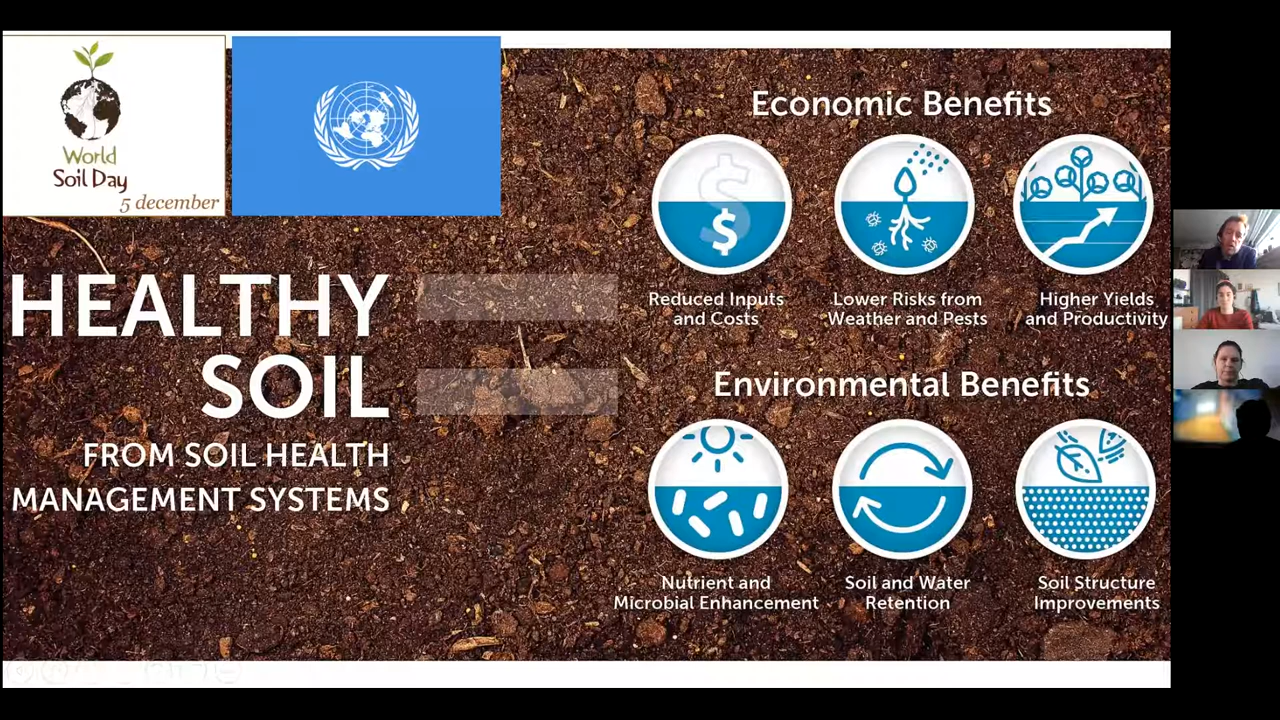 World
Soil Day
5 december
HEALTHY
SOIL
FROM SOIL HEALTH
MANAGEMENT SYSTEMS
Economic Benefits
Reduced Inputs
and Costs
Lower Risks from
Weather and Pests
Higher Yields
and Productivity
Environmental Benefits
Nutrient and
Microbial Enhancement
Soil and Water
Retention
Soil Structure
Improvements